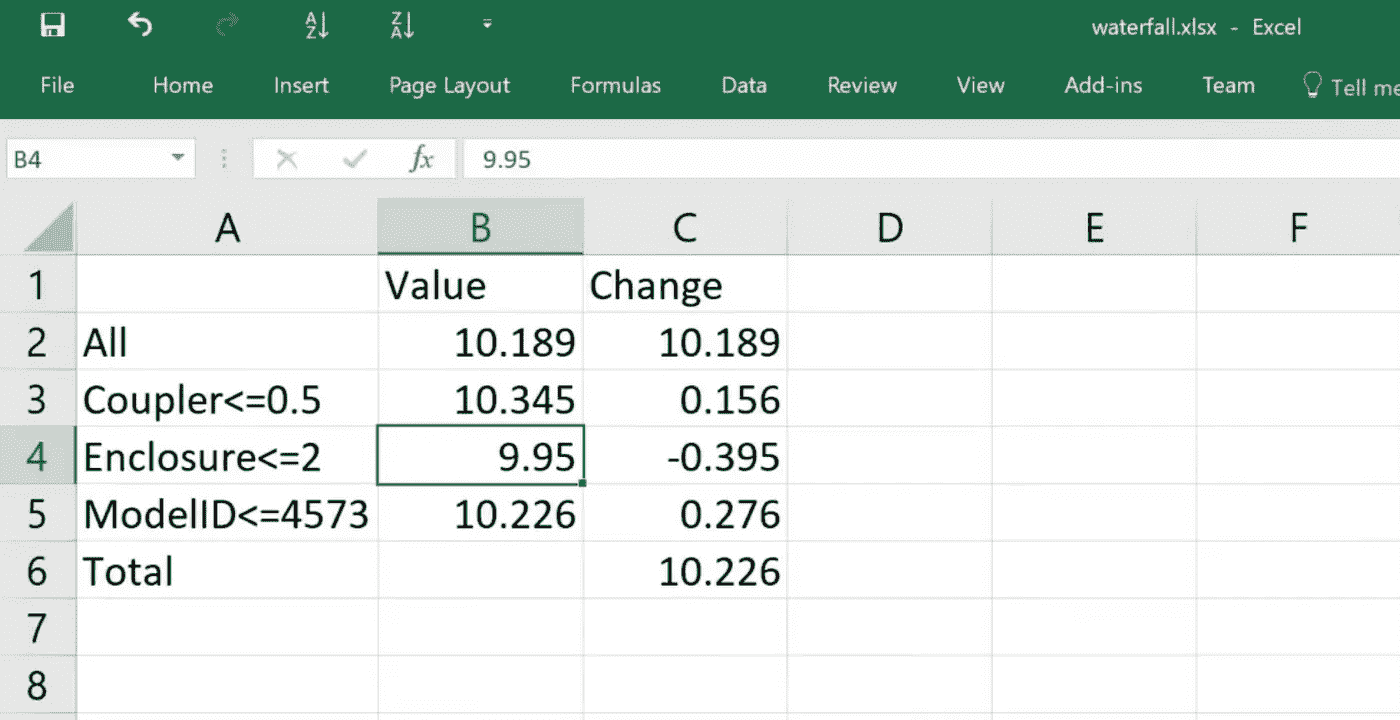 waterfall.xlsx - Excel
File Home Insert Page Layout Formulas Data Review View Add-ins Team Tell me
B4 fx 9.95
A B C D E F
1 Value Change
2 All 10.189 10.189
3 Coupler<=0.5 10.345 0.156
4 Enclosure<=2 9.95 -0.395
5 ModelID<=4573 10.226 0.276
6 Total 10.226
7
8